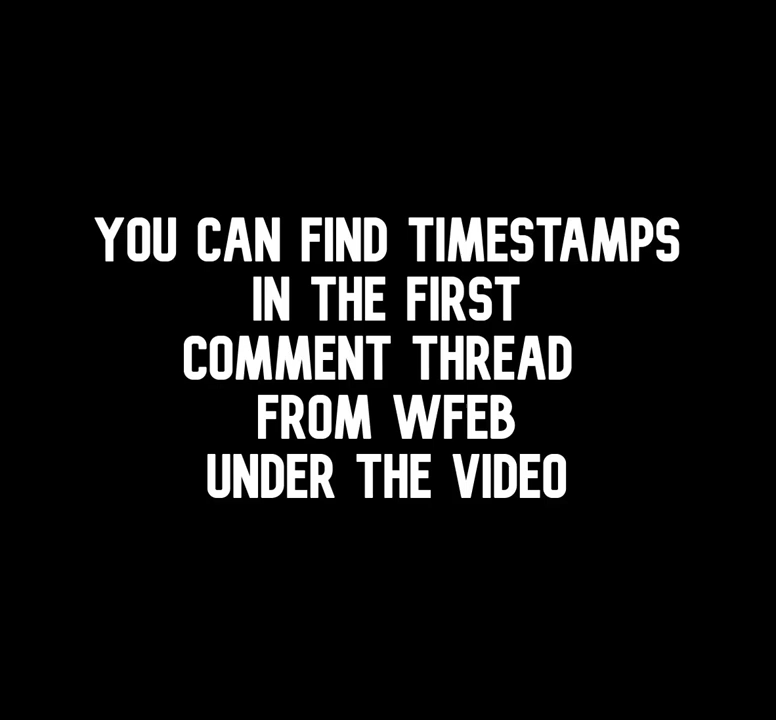 YOU CAN FIND TIMESTAMPS
IN THE FIRST
COMMENT THREAD
FROM WFEB
UNDER THE VIDEO